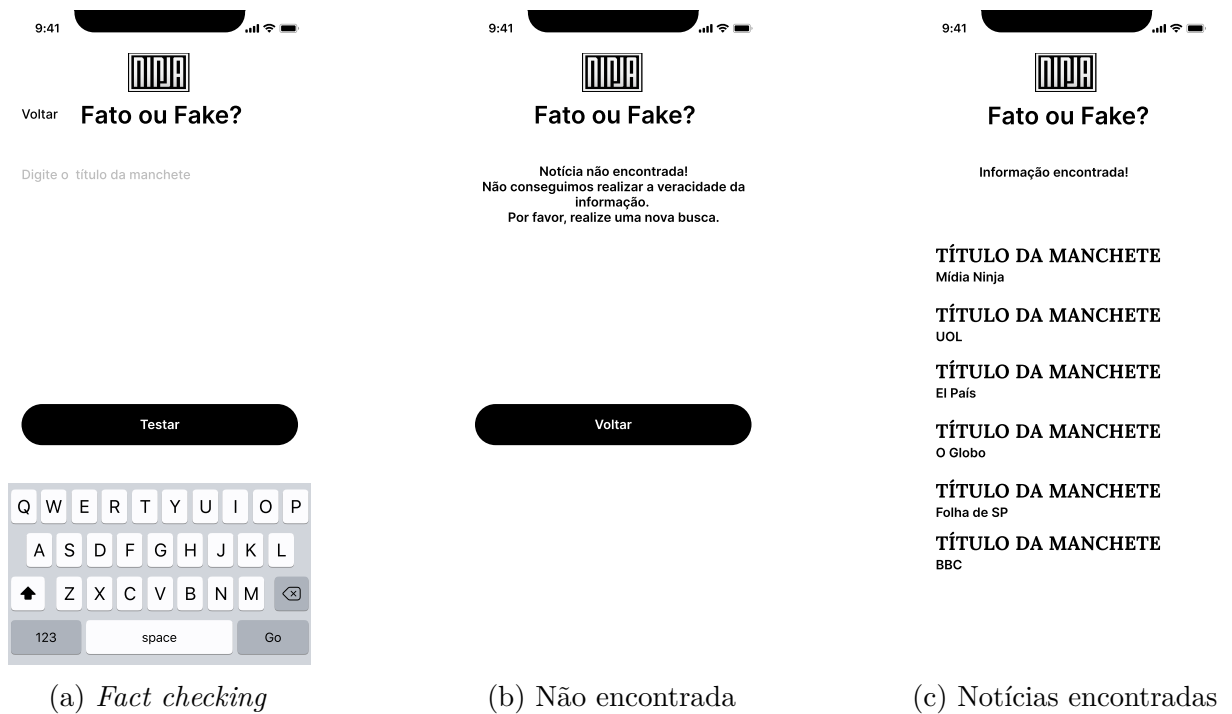 9:41
NINJA
Voltar Fato ou Fake?
Digite o título da manchete
Testar
Q W E R T Y U I O P
A S D F G H J K L
Z X C V B N M
123 space Go
(a) Fact checking
9:41
NINJA
Fato ou Fake?
Notícia não encontrada!
Não conseguimos realizar a veracidade da
informação.
Por favor, realize uma nova busca.
Voltar
(b) Não encontrada
9:41
NINJA
Fato ou Fake?
Informação encontrada!
TÍTULO DA MANCHETE
Mídia Ninja
TÍTULO DA MANCHETE
UOL
TÍTULO DA MANCHETE
El País
TÍTULO DA MANCHETE
O Globo
TÍTULO DA MANCHETE
Folha de SP
TÍTULO DA MANCHETE
BBC
(c) Notícias encontradas